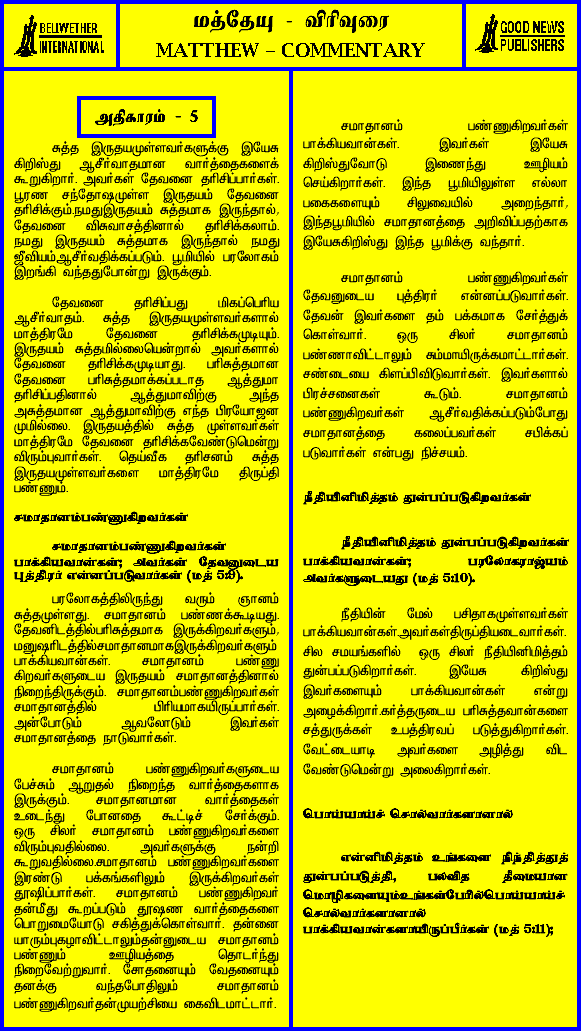 BELWETHER
INTERNATIONAL
மத்தேயு - விரிவுரை
MATTHEW – COMMENTARY
GOOD NEWS
PUBLISHERS
அதிகாரம் - 5
சுத்த இருதயமுள்ளவர்களுக்கு இயேசு
கிறிஸ்து ஆசீர்வாதமான வார்த்தைகளைக்
கூறுகிறார். அவர்கள் தேவனை தரிசிப்பார்கள்.
பூரண சந்தோஷமுள்ள இருதயம் தேவனை
தரிசிக்கும்.நமதுஇருதயம் சுத்தமாக இருந்தால்,
தேவனை விசுவாசத்தினால் தரிசிக்கலாம்.
நமது இருதயம் சுத்தமாக இருந்தால் நமது
ஜீவியம்ஆசீர்வதிக்கப்படும். பூமியில் பரலோகம்
இறங்கி வந்ததுபோன்று இருக்கும்.
தேவனை தரிசிப்பது மிகப்பெரிய
ஆசீர்வாதம். சுத்த இருதயமுள்ளவர்களால்
மாத்திரமே தேவனை தரிசிக்கமுடியும்.
இருதயம் சுத்தமில்லையென்றால் அவர்களால்
தேவனை தரிசிக்கமுடியாது. பரிசுத்தமான
தேவனை பரிசுத்தமாக்கப்படாத ஆத்துமா
தரிசிப்பதினால் ஆத்துமாவிற்கு அந்த
அசுத்தமான ஆத்துமாவிற்கு எந்த பிரயோஜன
முமில்லை. இருதயத்தில் சுத்த முள்ளவர்கள்
மாத்திரமே தேவனை தரிசிக்கவேண்டுமென்று
விரும்புவார்கள். தெய்வீக தரிசனம் சுத்த
இருதயமுள்ளவர்களை மாத்திரமே திருப்தி
பண்ணும்.
சமாதானம்பண்ணுகிறவர்கள்
சமாதானம்பண்ணுகிறவர்கள்
பாக்கியவான்கள்; அவர்கள் தேவனுடைய
புத்திரர் என்னப்படுவார்கள் (மத் 5:9).
பரலோகத்திலிருந்து வரும் ஞானம்
சுத்தமுள்ளது. சமாதானம் பண்ணக்கூடியது.
தேவனிடத்தில்பரிசுத்தமாக இருக்கிறவர்களும்,
மனுஷரிடத்தில்சமாதானமாகஇருக்கிறவர்களும்
பாக்கியவான்கள். சமாதானம் பண்ணு
கிறவர்களுடைய இருதயம் சமாதானத்தினால்
நிறைந்திருக்கும். சமாதானம்பண்ணுகிறவர்கள்
சமாதானத்தில் பிரியமாகயிருப்பார்கள்.
அன்போடும் ஆவலோடும் இவர்கள்
சமாதானத்தை நாடுவார்கள்.
சமாதானம் பண்ணுகிறவர்களுடைய
பேச்சும் ஆறுதல் நிறைந்த வார்த்தைகளாக
இருக்கும். சமாதானமான வார்த்தைகள்
உடைந்து போனதை கூட்டிச் சேர்க்கும்.
ஒரு சிலர் சமாதானம் பண்ணுகிறவர்களை
விரும்புவதில்லை. அவர்களுக்கு நன்றி
கூறுவதில்லை.சமாதானம் பண்ணுகிறவர்களை
இரண்டு பக்கங்களிலும் இருக்கிறவர்கள்
தூஷிப்பார்கள். சமாதானம் பண்ணுகிறவர்
தன்மீது கூறப்படும் தூஷண வார்த்தைகளை
பொறுமையோடு சகித்துக்கொள்வார். தன்னை
யாரும்புகழாவிட்டாலும்தன்னுடைய சமாதானம்
பண்ணும் ஊழியத்தை தொடர்ந்து
நிறைவேற்றுவார். சோதனையும் வேதனையும்
தனக்கு வந்தபோதிலும் சமாதானம்
பண்ணுகிறவர்தன்முயற்சியை கைவிடமாட்டார்.
சமாதானம் பண்ணுகிறவர்கள்
பாக்கியவான்கள். இவர்கள் இயேசு
கிறிஸ்துவோடு இணைந்து ஊழியம்
செய்கிறார்கள். இந்த பூமியிலுள்ள எல்லா
பகைகளையும் சிலுவையில் அறைந்தார்,
இந்தபூமியில் சமாதானத்தை அறிவிப்பதற்காக
இயேசுகிறிஸ்து இந்த பூமிக்கு வந்தார்.
சமாதானம் பண்ணுகிறவர்கள்
தேவனுடைய புத்திரர் என்னப்படுவார்கள்.
தேவன் இவர்களை தம் பக்கமாக சேர்த்துக்
கொள்வார். ஒரு சிலர் சமாதானம்
பண்ணாவிட்டாலும் சும்மாயிருக்கமாட்டார்கள்.
சண்டையை கிளப்பிவிடுவார்கள். இவர்களால்
பிரச்சனைகள் கூடும். சமாதானம்
பண்ணுகிறவர்கள் ஆசீர்வதிக்கப்படும்போது
சமாதானத்தை கலைப்பவர்கள் சபிக்கப்
படுவார்கள் என்பது நிச்சயம்.
நீதியினிமித்தம் துன்பப்படுகிறவர்கள்
நீதியினிமித்தம் துன்பப்படுகிறவர்கள்
பாக்கியவான்கள்; பரலோகராஜ்யம்
அவர்களுடையது (மத் 5:10).
நீதியின் மேல் பசிதாகமுள்ளவர்கள்
பாக்கியவான்கள்.அவர்கள்திருப்தியடைவார்கள்.
சில சமயங்களில் ஒரு சிலர் நீதியினிமித்தம்
துன்பப்படுகிறார்கள். இயேசு கிறிஸ்து
இவர்களையும் பாக்கியவான்கள் என்று
அழைக்கிறார்.கர்த்தருடைய பரிசுத்தவான்களை
சத்துருக்கள் உபத்திரவப் படுத்துகிறார்கள்.
வேட்டையாடி அவர்களை அழித்து விட
வேண்டுமென்று அலைகிறார்கள்.
பொய்யாய்ச் சொல்வார்களானால்
என்னிமித்தம் உங்களை நிந்தித்துத்
துன்பப்படுத்தி, பலவித தீமையான
மொழிகளையும்உங்கள்பேரில்பொய்யாய்ச்
சொல்வார்களானால்
பாக்கியவான்களாயிருப்பீர்கள் (மத் 5:11);